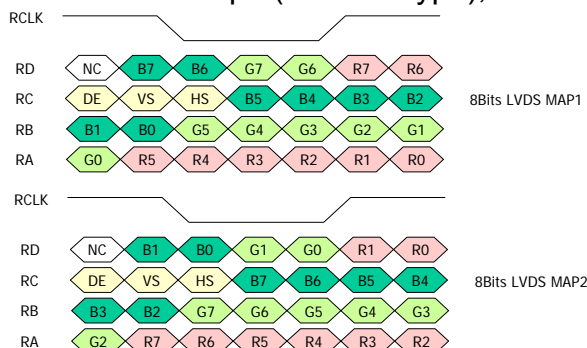 RCLK
RD NC B7 B6 G7 G6 R7 R6
RC DE VS HS B5 B4 B3 B2 8Bits LVDS MAP1
RB B1 B0 G5 G4 G3 G2 G1
RA G0 R5 R4 R3 R2 R1 R0
RCLK
RD NC B1 B0 G1 G0 R1 R0
RC DE VS HS B7 B6 B5 B4 8Bits LVDS MAP2
RB B3 B2 G7 G6 G5 G4 G3
RA G2 R7 R6 R5 R4 R3 R2